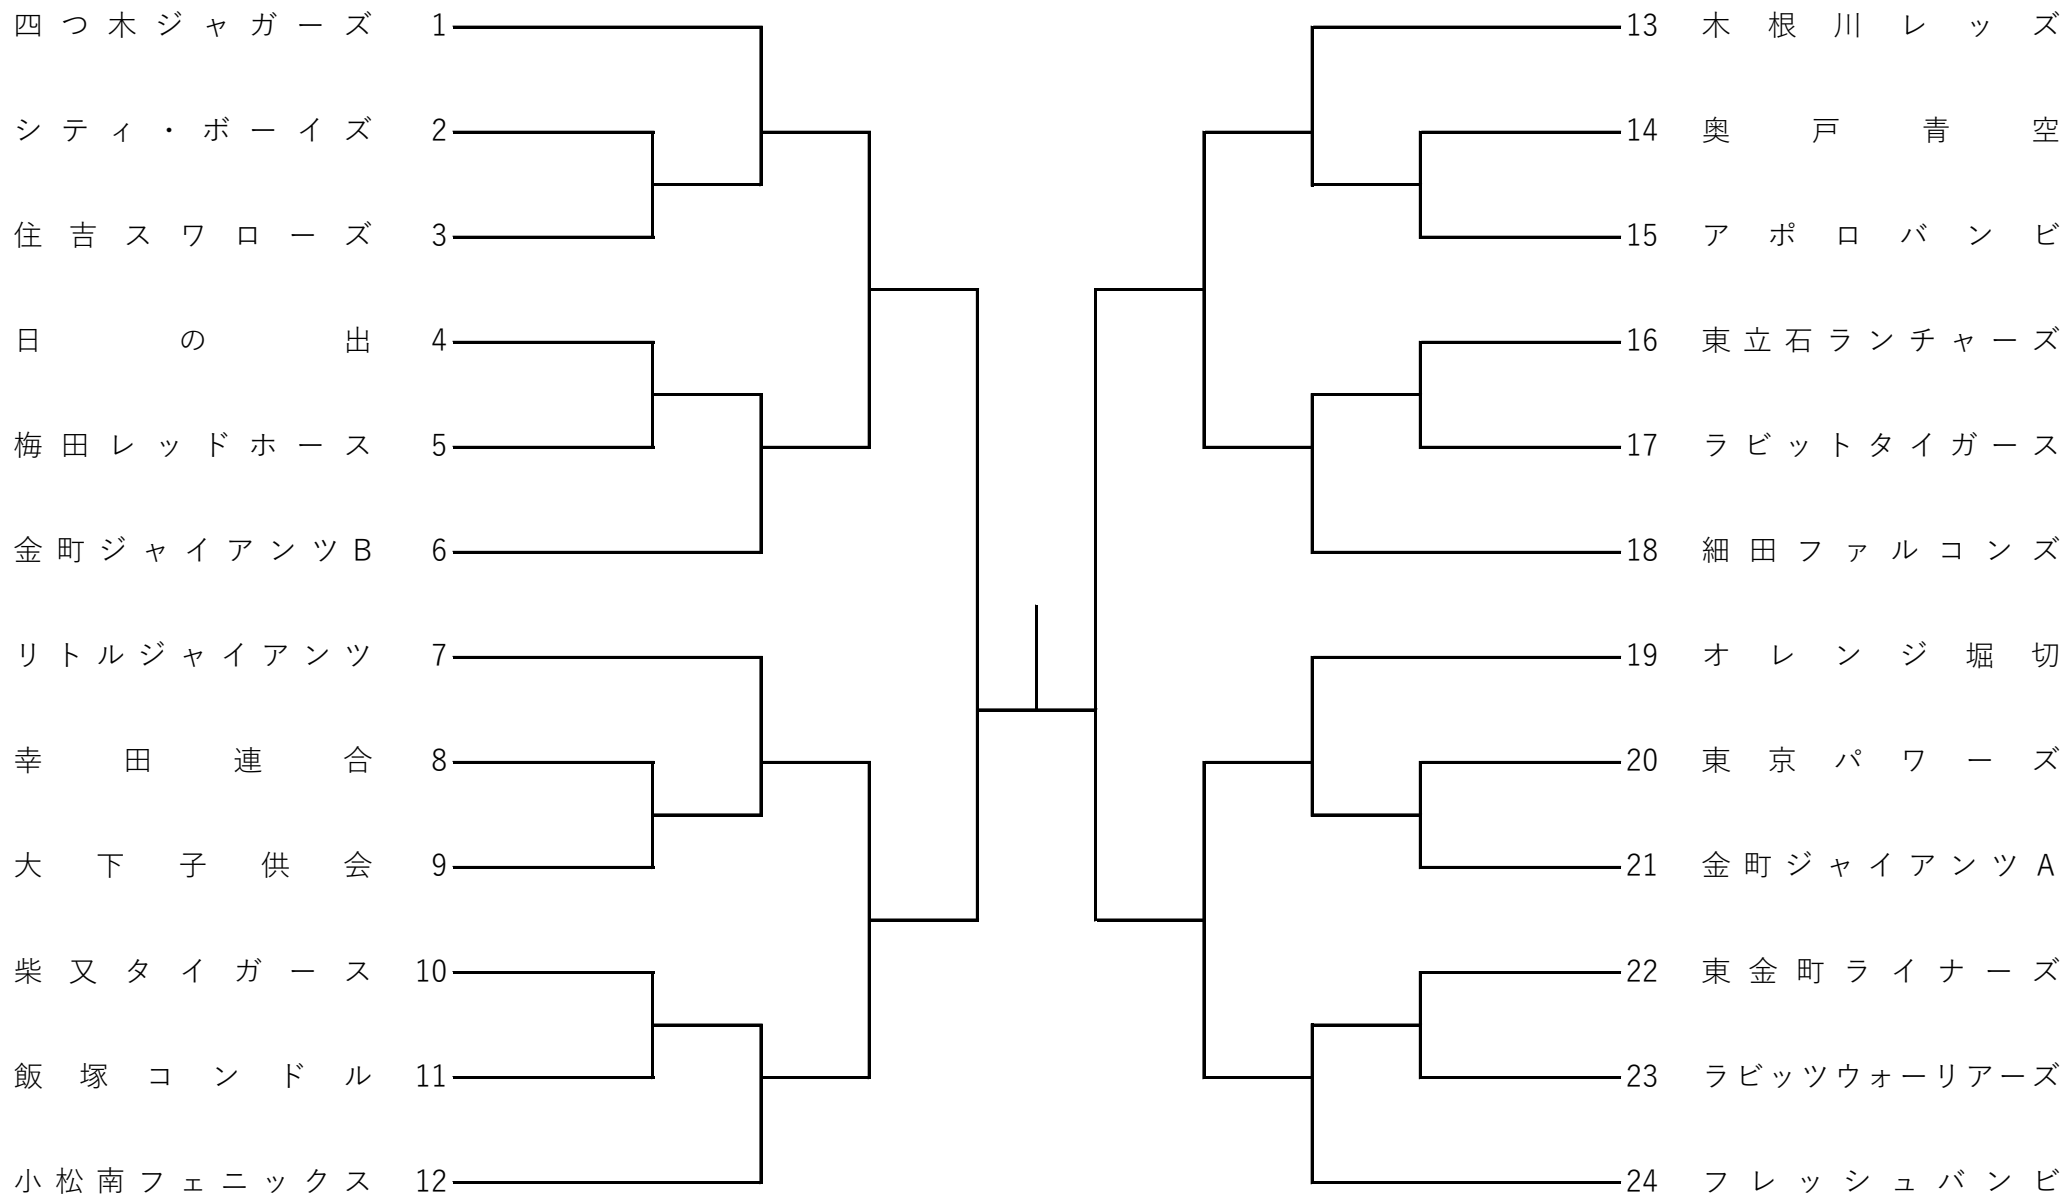 四つ木ジャガーズ 1
シティ・ボーイズ 2
住吉スワローズ 3
日の出 4
梅田レッドホース 5
金町ジャイアンツB 6
リトルジャイアンツ 7
幸田連合 8
大下子供会 9
柴又タイガース 10
飯塚コンドル 11
小松南フェニックス 12
13 木根川レッズ
14 奥戸青空
15 アポロバンビ
16 東立石ランチャーズ
17 ラビットタイガース
18 細田ファルコンズ
19 オレンジ堀切
20 東京パワーズ
21 金町ジャイアンツA
22 東金町ライナーズ
23 ラビッツウォーリアーズ
24 フレッシュバンビ